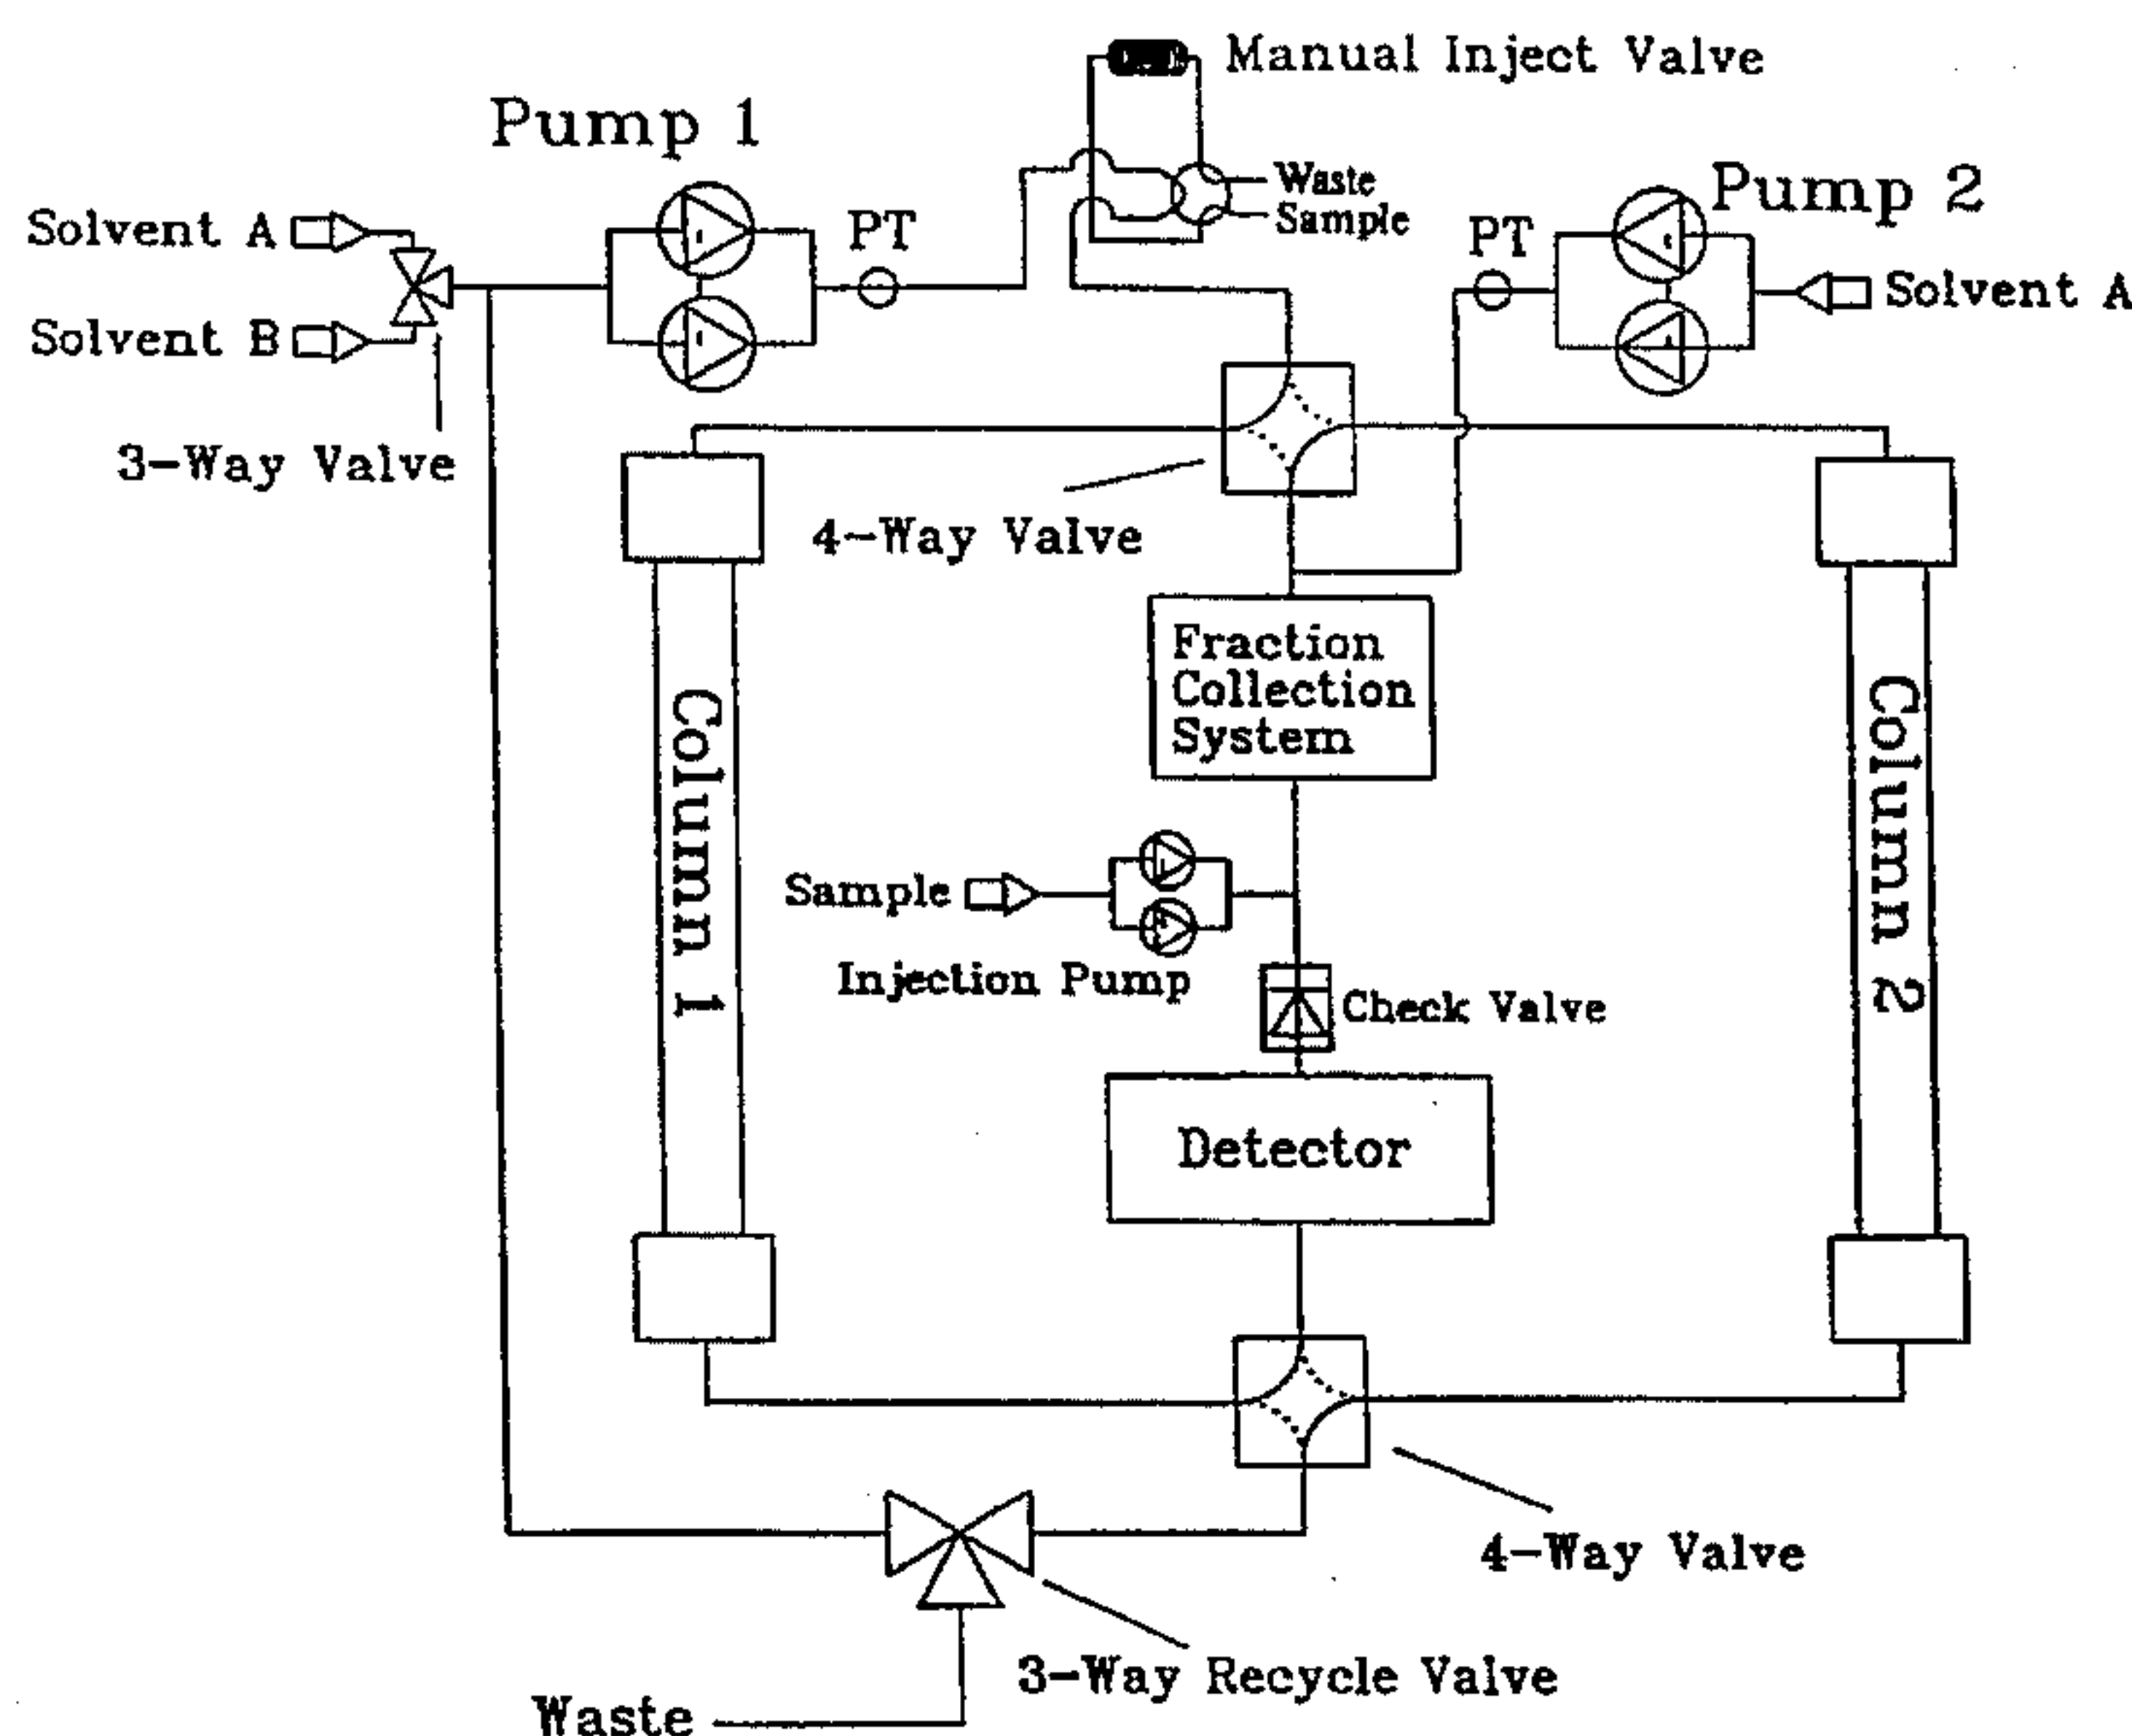 Manual Inject Valve
Pump 1
Waste
Sample
Pump 2
Solvent A
PT
PT
Solvent A
Solvent B
3-Way Valve
4-Way Valve
Fraction
Collection
System
Column 1
Column 2
Sample
Injection Pump
Check Valve
Detector
4-Way Valve
3-Way Recycle Valve
Waste